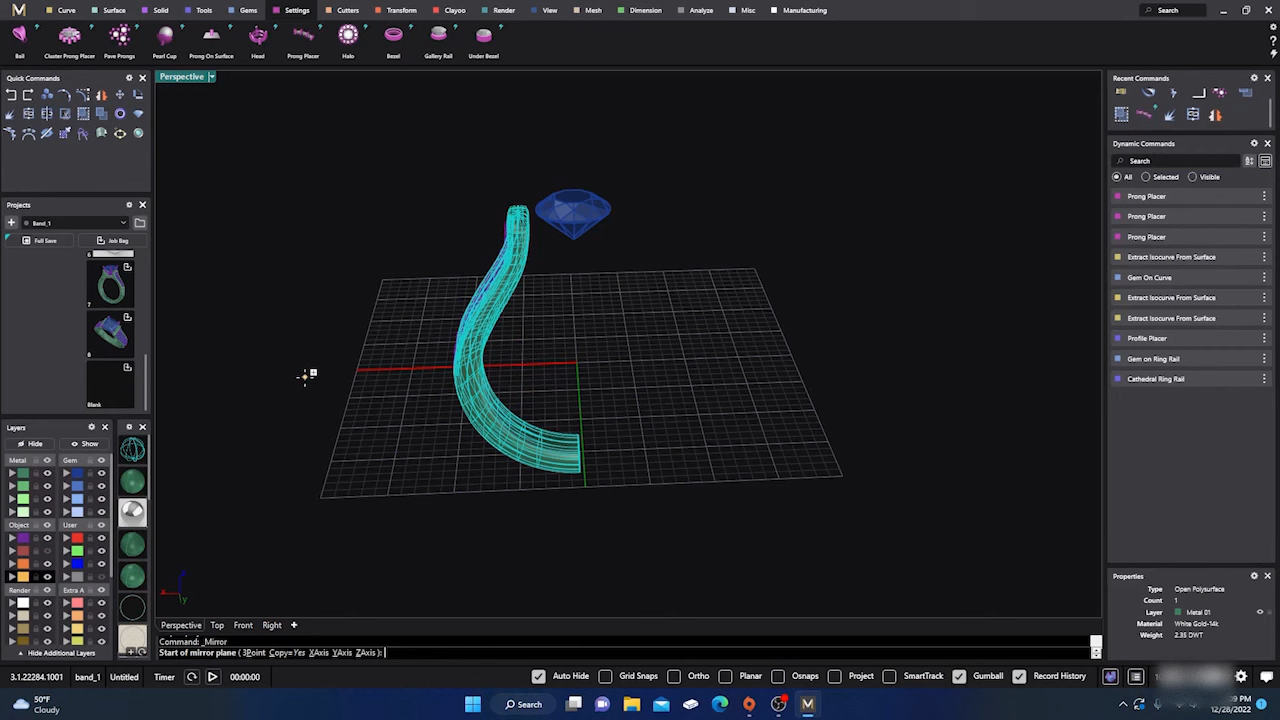 M
Curve
Surface
Solid
Tools
Gems
Settings
Cutters
Transform
Clayoo
Render
View
Mesh
Dimension
Analyze
Misc
Manufacturing
Search
Bail
Cluster Prong Placer
Pave Prongs
Pearl Cup
Prong On Surface
Head
Prong Placer
Halo
Bezel
Gallery Rail
Under Bezel
Quick Commands
Perspective
Recent Commands
Dynamic Commands
Search
All
Selected
Visible
Prong Placer
Prong Placer
Prong Placer
Extract Isocurve From Surface
Gem On Curve
Extract Isocurve From Surface
Extract Isocurve From Surface
Profile Placer
Gem on Ring Rail
Cathedral Ring Rail
Projects
Band_1
Full Save
Job Bag
7
Blank
Layers
Hide
Show
Metal
Gem
Object
User
Render
Extra A
Hide Additional Layers
x
z
y
Properties
Type Open Polysurface
Count 1
Layer Metal 01
Material White Gold-14k
Weight 2.35 DWT
Perspective
Top
Front
Right
Command: _Mirror
Start of mirror plane ( 3Point Copy=Yes XAxis YAxis ZAxis ):
3.1.22284.1001
band_1
Untitled
Timer
00:00:00
Auto Hide
Grid Snap
Ortho
Planar
Osnaps
Project
SmartTrack
Gumball
Record History
50°F
Cloudy
Search
12/28/2022